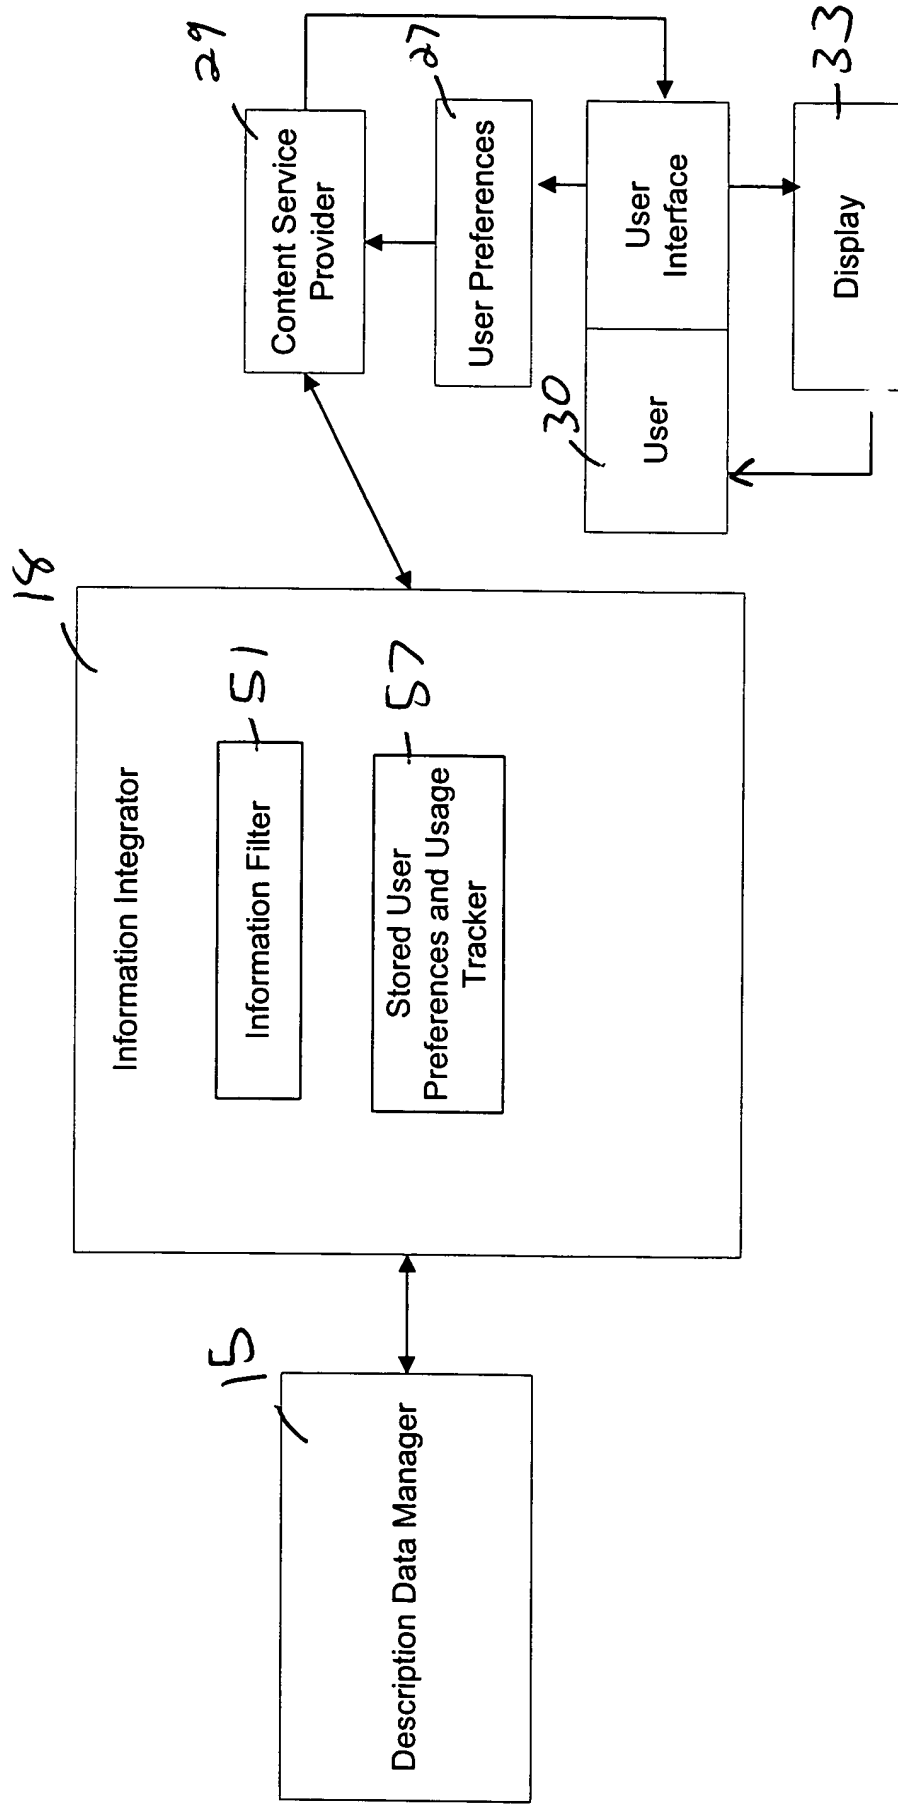 18
Information Integrator
51
Information Filter
57
Stored User
Preferences and Usage
Tracker
15
Description Data Manager
29
Content Service
Provider
27
User Preferences
30
User
User
Interface
33
Display